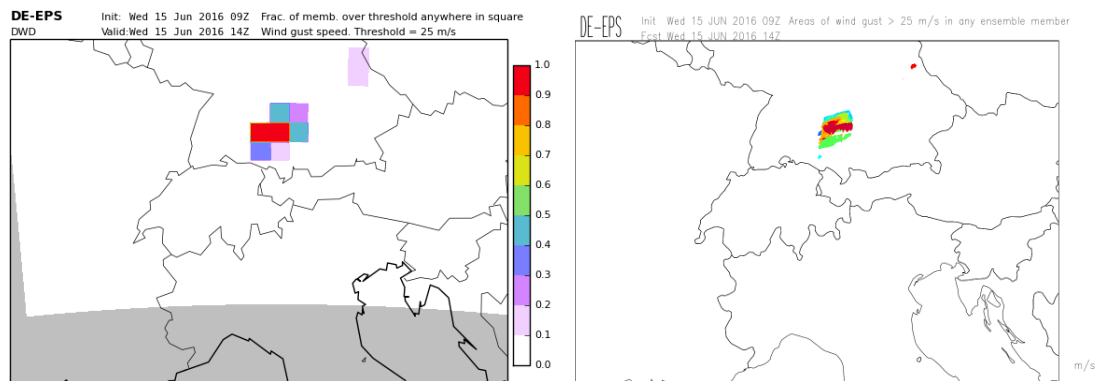 DE-EPS Init: Wed 15 Jun 2016 09Z Frac. of memb. over threshold anywhere in square
DWD Valid:Wed 15 Jun 2016 14Z Wind gust speed. Threshold = 25 m/s
1.0
0.9
0.8
0.7
0.6
0.5
0.4
0.3
0.2
0.1
0.0
DE-EPS Init Wed 15 JUN 2016 09Z Areas of wind gust > 25 m/s in any ensemble member
Fcst Wed 15 JUN 2016 14Z
m/s